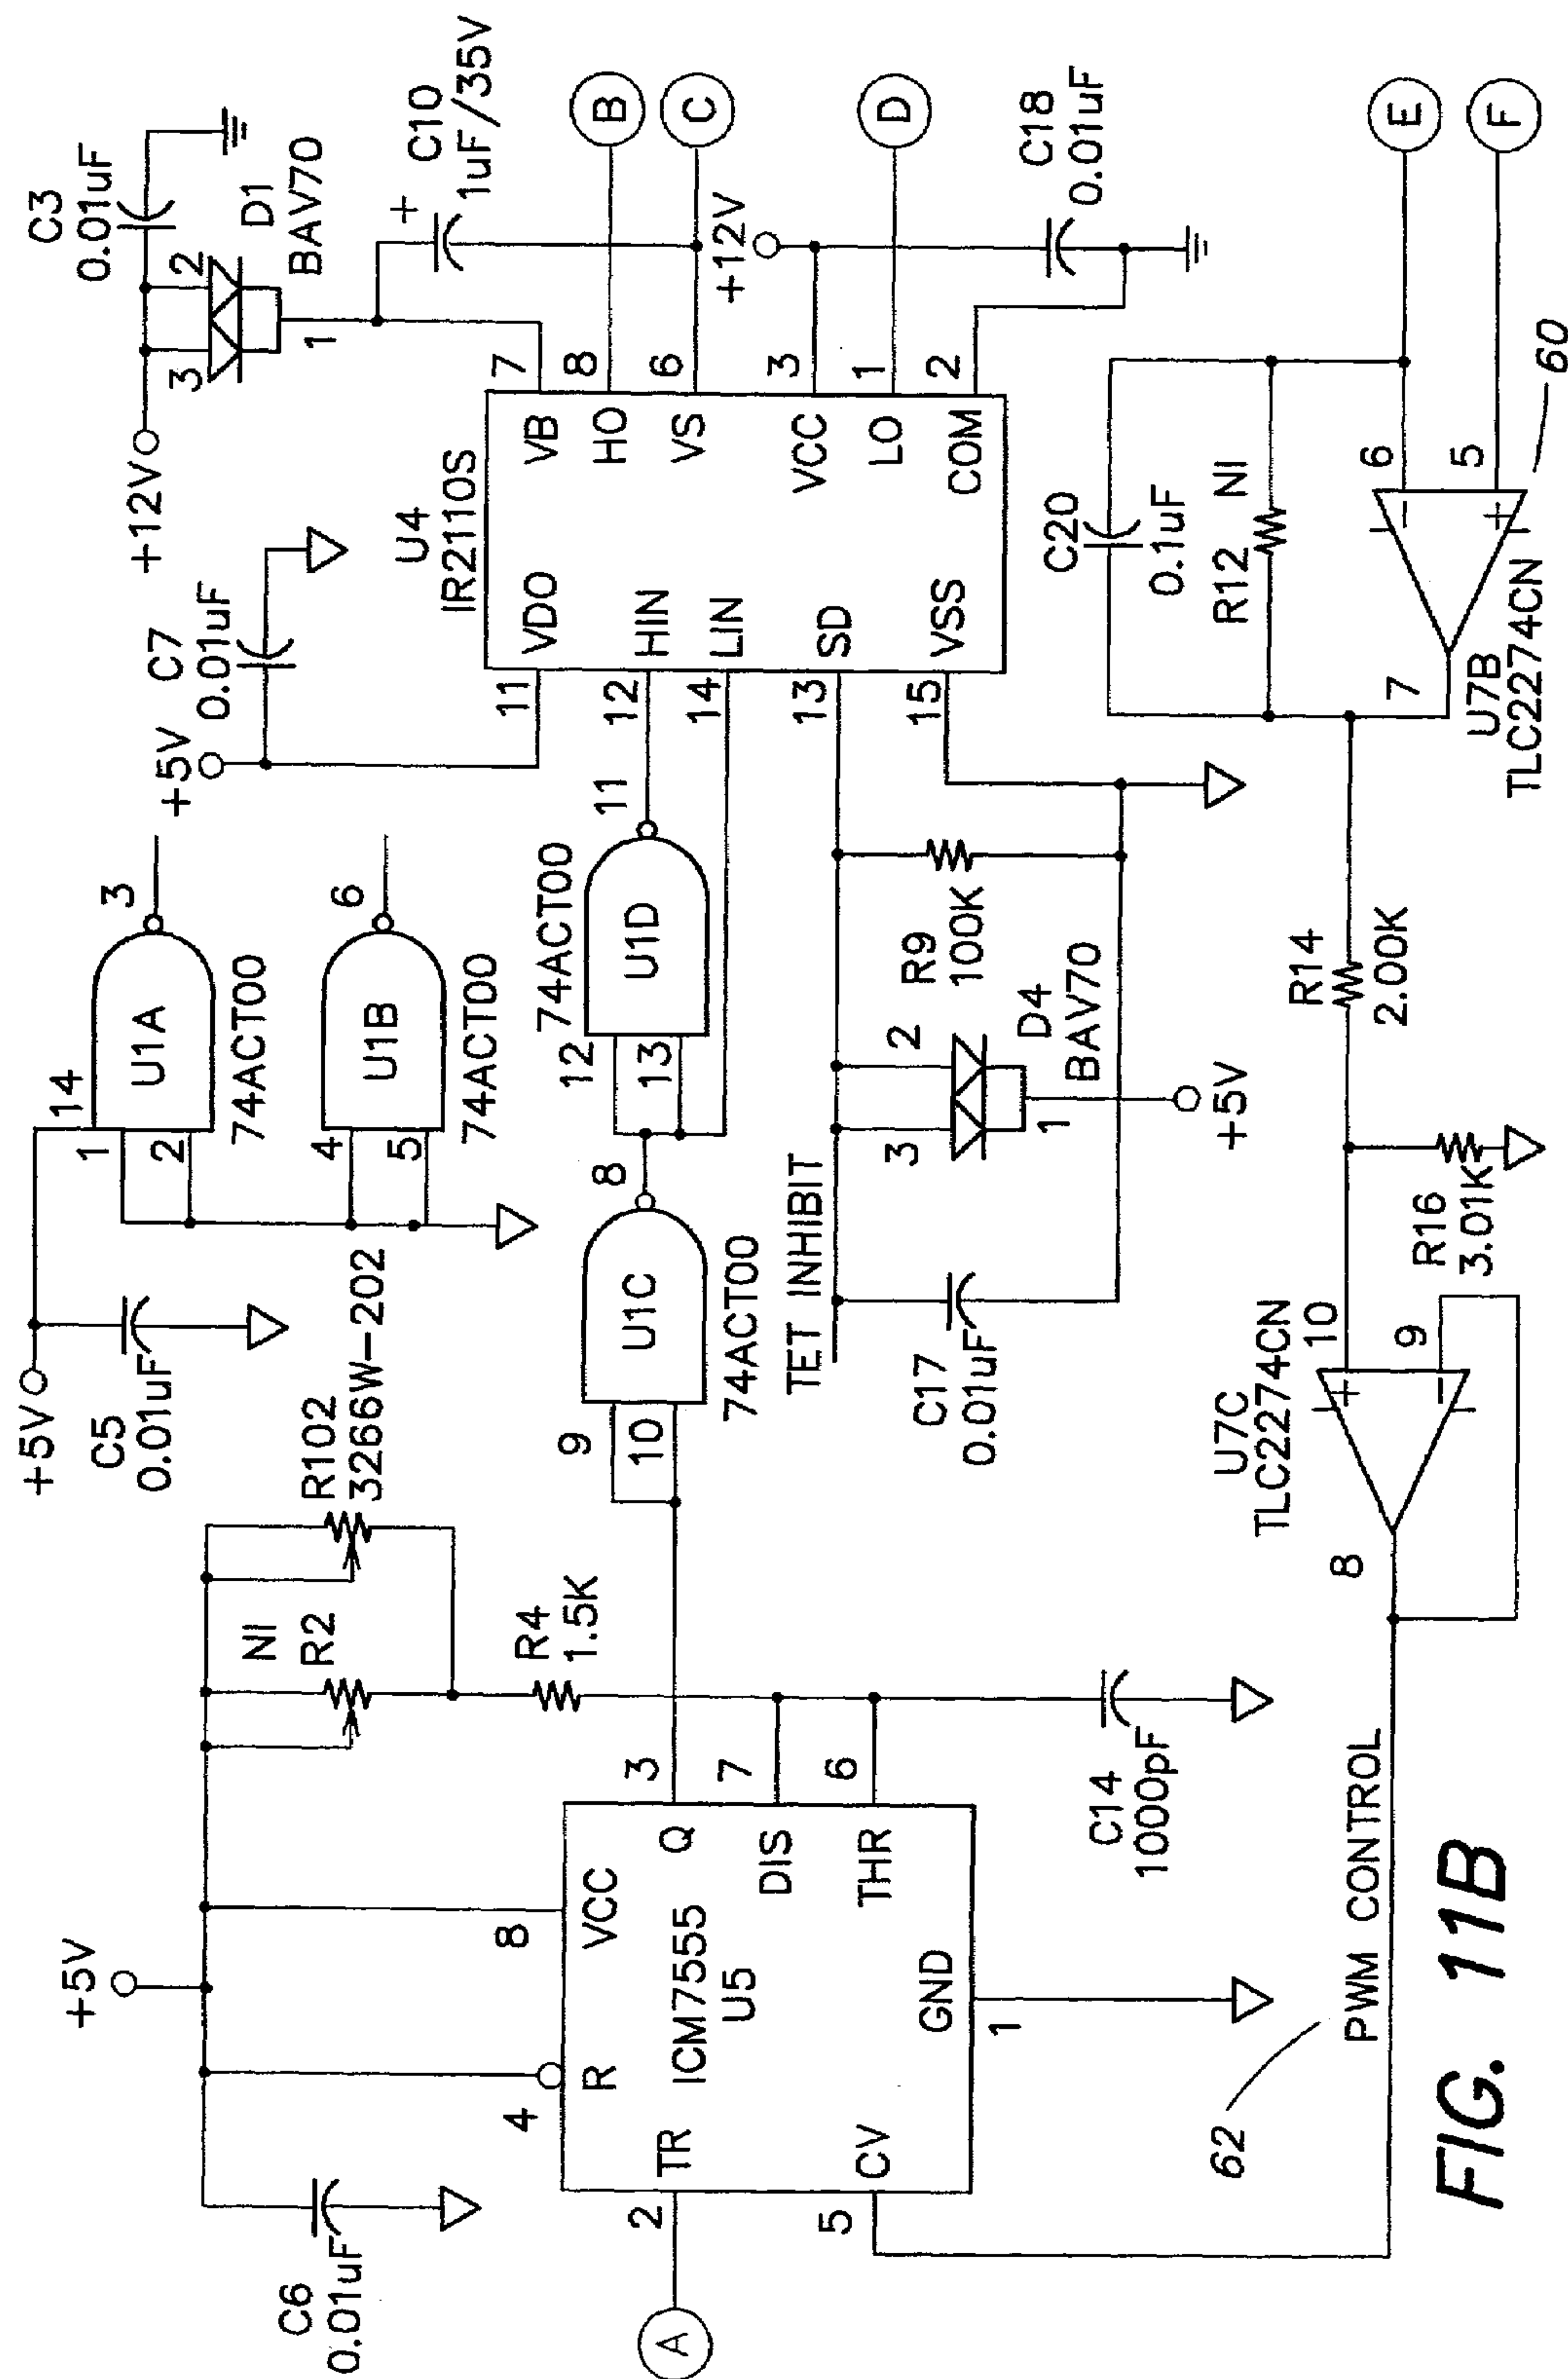 +5V
C6
0.01uF
A
2
TR
4
R
8
VCC
ICM7555
U5
Q
3
DIS
7
THR
6
CV
5
GND
1
NI
R2
R102
3266W-202
R4
1.5K
C14
1000pF
+5V
C5
0.01uF
14
1
2
U1A
3
74ACT00
4
5
U1B
6
74ACT00
9
10
U1C
8
74ACT00
12
13
U1D
11
74ACT00
+5V
C7
0.01uF
+12V
3
2
1
C3
0.01uF
D1
BAV70
C10
+
1uF/35V
U4
IR2110S
11
VDO
12
HIN
14
LIN
13
SD
15
VSS
VB
7
HO
8
VS
6
VCC
3
LO
1
COM
2
B
C
D
+12V
C18
0.01uF
TET INHIBIT
C17
0.01uF
3
2
1
D4
BAV70
+5V
R9
100K
C20
0.1uF
R12
NI
E
F
6
5
-
+
7
U7B
TLC2274CN
60
R14
2.00K
R16
3.01K
U7C
TLC2274CN
10
9
+
-
8
PWM CONTROL
62
FIG. 11B